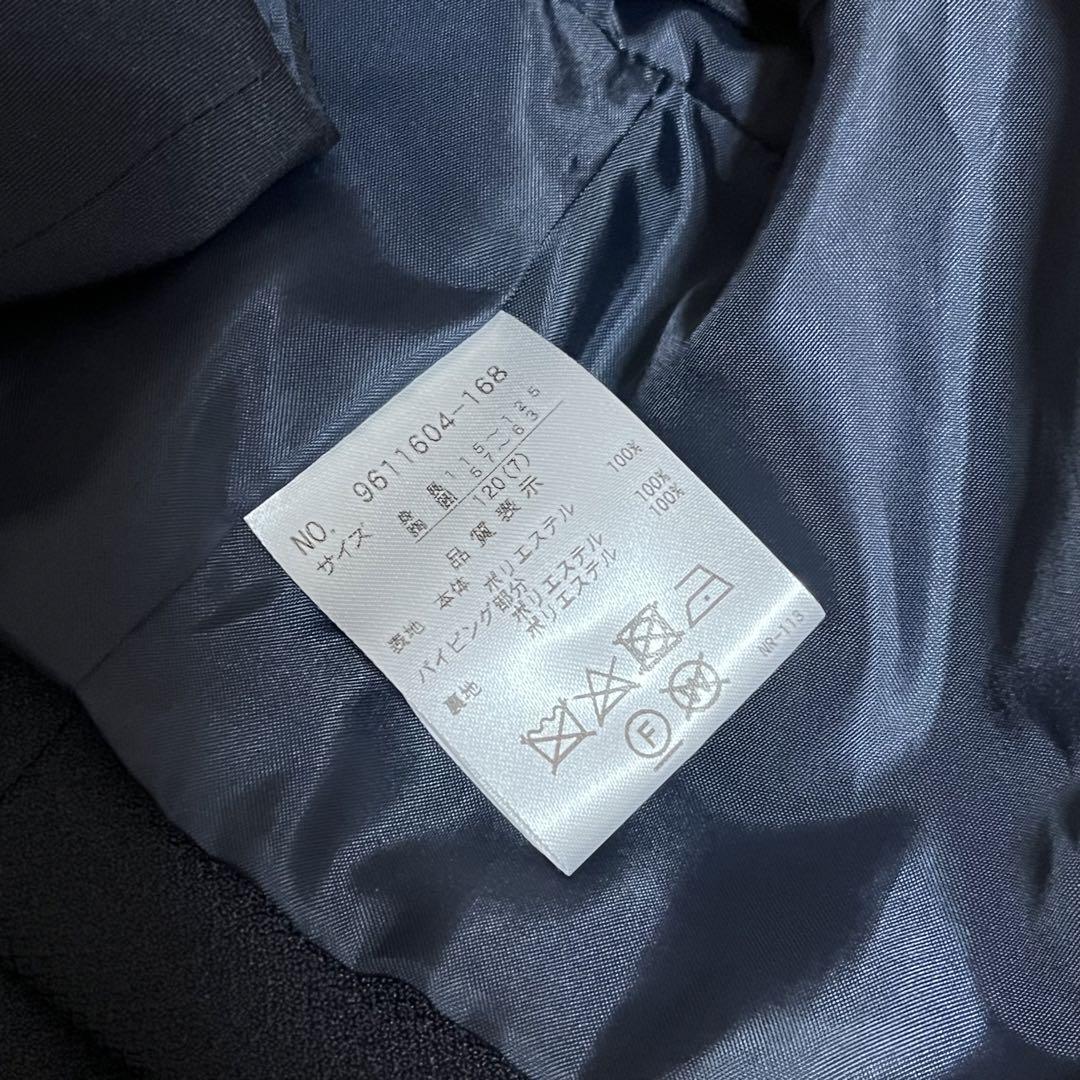 NO. 9611604-168
サイズ
身長 115~125
胸囲 57~63
120(7)
品質表示
表地 本体 ポリエステル 100%
パイピング部分
ポリエステル 100%
裏地 ポリエステル 100%
F
NR-113